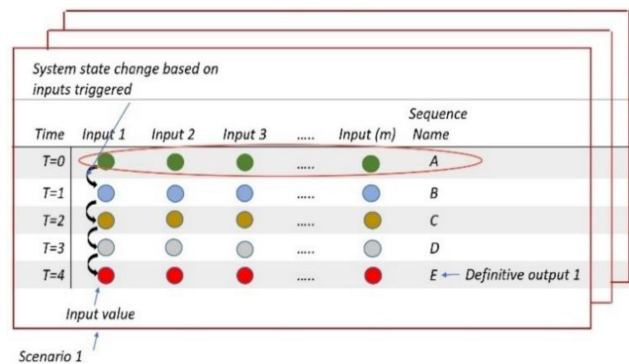 System state change based on
inputs triggered
Sequence
Time Input 1 Input 2 Input 3 ..... Input (m) Name
T=0 ..... A
T=1 ..... B
T=2 ..... C
T=3 ..... D
T=4 ..... E Definitive output 1
Input value
Scenario 1